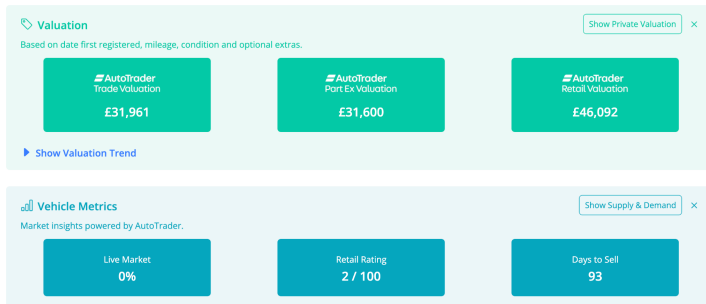 Valuation
Show Private Valuation
×
Based on date first registered, mileage, condition and optional extras.
AutoTrader
Trade Valuation
£31,961
AutoTrader
Part Ex Valuation
£31,600
AutoTrader
Retail Valuation
£46,092
Show Valuation Trend
Vehicle Metrics
Show Supply & Demand
×
Market insights powered by AutoTrader.
Live Market
0%
Retail Rating
2 / 100
Days to Sell
93